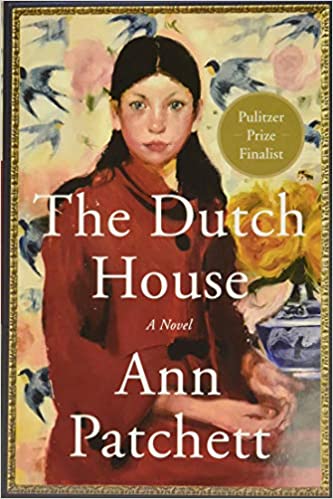 Pulitzer
Prize
Finalist
The Dutch
House
A Novel
Ann
Patchett